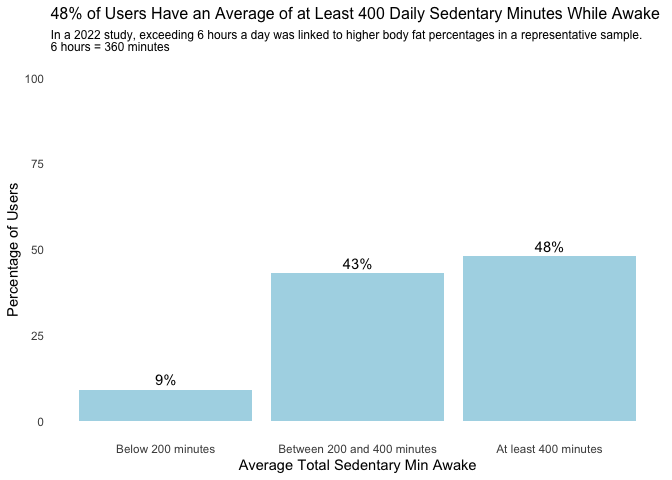 48% of Users Have an Average of at Least 400 Daily Sedentary Minutes While Awake
In a 2022 study, exceeding 6 hours a day was linked to higher body fat percentages in a representative sample.
6 hours = 360 minutes
100
75
50
25
0
Percentage of Users
9%
43%
48%
Below 200 minutes
Between 200 and 400 minutes
At least 400 minutes
Average Total Sedentary Min Awake